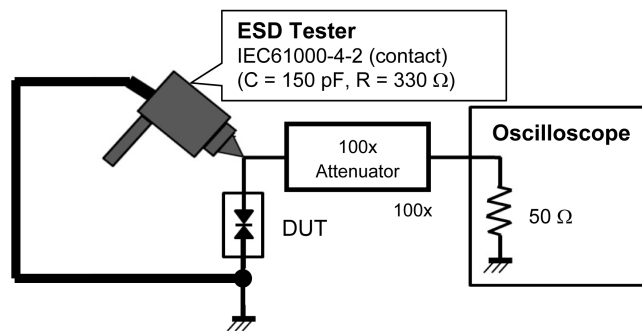 ESD Tester
IEC61000-4-2 (contact)
(C = 150 pF, R = 330 Ω)
Oscilloscope
100x
Attenuator
100x
50 Ω
DUT